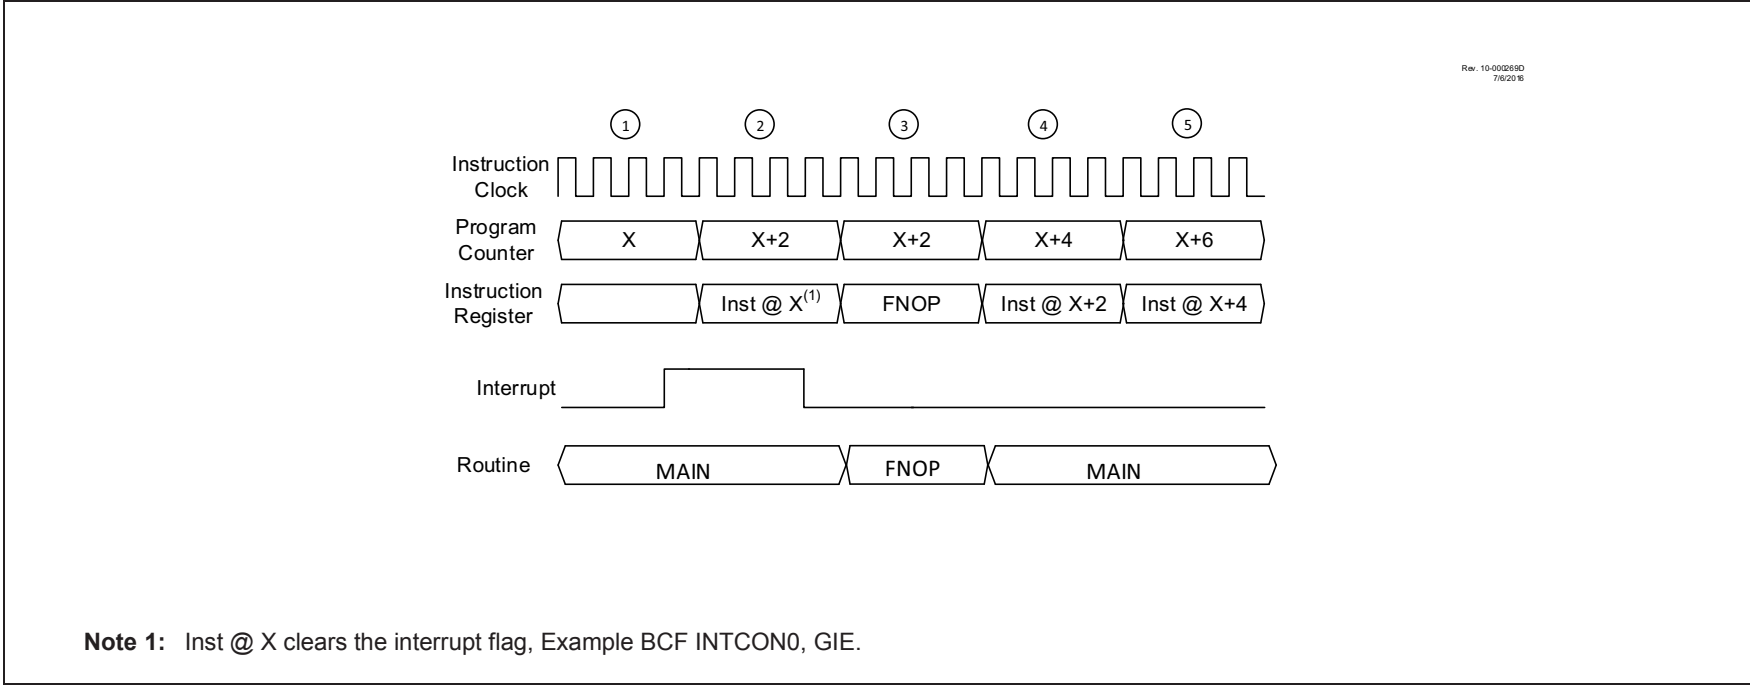 Rev. 10-000269D
7/6/2016
1 2 3 4 5
Instruction
Clock
Program
Counter
X X+2 X+2 X+4 X+6
Instruction
Register
Inst @ X(1) FNOP Inst @ X+2 Inst @ X+4
Interrupt
Routine
MAIN FNOP MAIN
Note 1: Inst @ X clears the interrupt flag, Example BCF INTCON0, GIE.